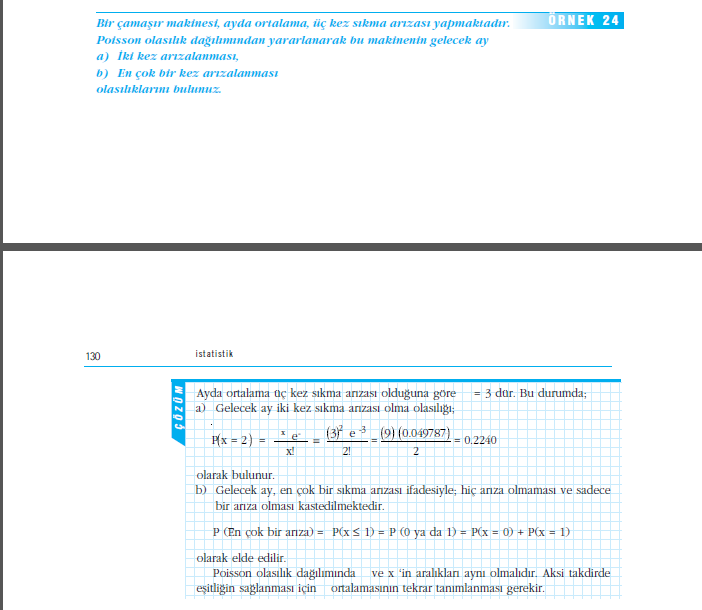 Bir çamaşır makinesi, ayda ortalama, üç kez sıkma arızası yapmaktadır.
ÖRNEK 24
Poisson olasılık dağılımından yararlanarak bu makinenin gelecek ay
a) İki kez arızalanması,
b) En çok bir kez arızalanması
olasılıklarını bulunuz.
130
istatistik
ÇÖZÜM
Ayda ortalama üç kez sıkma arızası olduğuna göre = 3 dür. Bu durumda;
a) Gelecek ay iki kez sıkma arızası olma olasılığı;
P(x = 2) = x e- / x! = (3)² e -3 / 2! = (9) (0.049787) / 2 = 0.2240
olarak bulunur.
b) Gelecek ay, en çok bir sıkma arızası ifadesiyle; hiç arıza olmaması ve sadece
bir arıza olması kastedilmektedir.
P (En çok bir arıza) = P(x ≤ 1) = P (0 ya da 1) = P(x = 0) + P(x = 1)
olarak elde edilir.
Poisson olasılık dağılımında ve x 'in aralıkları aynı olmalıdır. Aksi takdirde
eşitliğin sağlanması için ortalamasının tekrar tanımlanması gerekir.